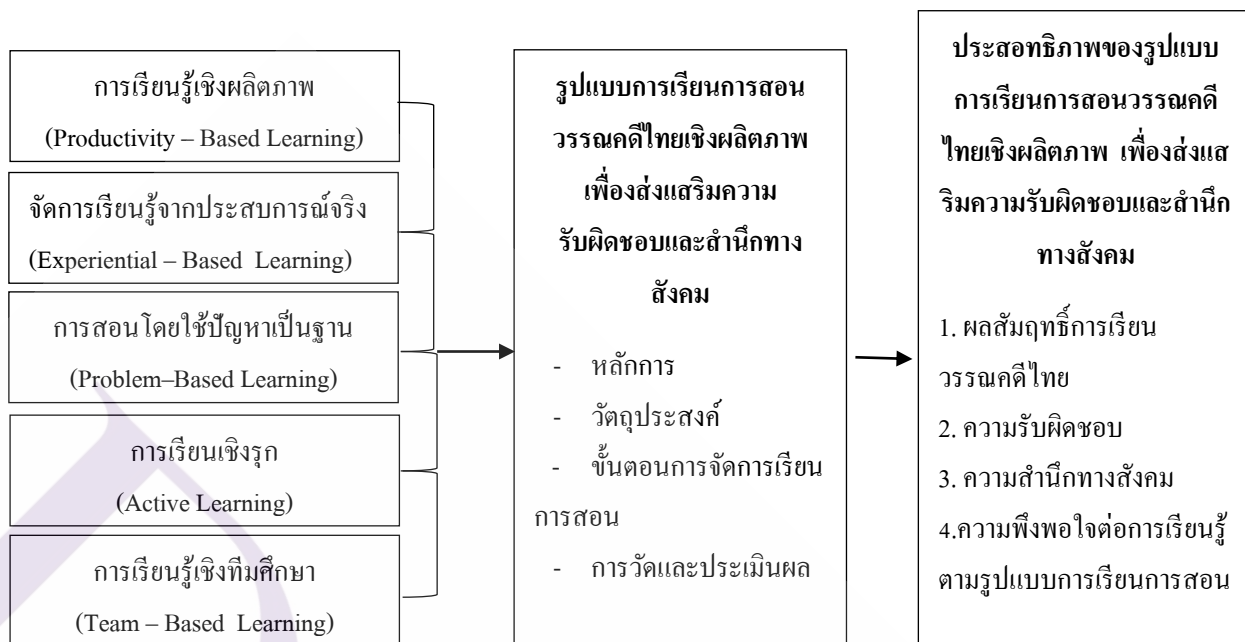 การเรียนรู้เชิงผลิตภาพ
(Productivity – Based Learning)
จัดการเรียนรู้จากประสบการณ์จริง
(Experiential – Based Learning)
การสอนโดยใช้ปัญหาเป็นฐาน
(Problem–Based Learning)
การเรียนเชิงรุก
(Active Learning)
การเรียนรู้เชิงทีมศึกษา
(Team – Based Learning)
รูปแบบการเรียนการสอน
วรรณคดีไทยเชิงผลิตภาพ
เพื่องส่งแสริมความ
รับผิดชอบและสำนึกทาง
สังคม
- หลักการ
- วัตถุประสงค์
- ขั้นตอนการจัดการเรียน
การสอน
- การวัดและประเมินผล
ประสอทธิภาพของรูปแบบ
การเรียนการสอนวรรณคดี
ไทยเชิงผลิตภาพ เพื่องส่งแส
ริมความรับผิดชอบและสำนึก
ทางสังคม
1. ผลสัมฤทธิ์การเรียน
วรรณคดีไทย
2. ความรับผิดชอบ
3. ความสำนึกทางสังคม
4.ความพึงพอใจต่อการเรียนรู้
ตามรูปแบบการเรียนการสอน